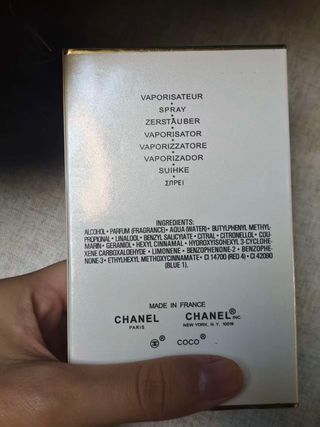 VAPORISATEUR
SPRAY
ZERSTÄUBER
VAPORISATOR
VAPORIZZATORE
VAPORIZADOR
SUIHKE
ΣΠΡΕΙ
INGREDIENTS:
ALCOHOL • PARFUM (FRAGRANCE) • AQUA (WATER) • BUTYLPHENYL METHYL-
PROPIONAL • LINALOOL • BENZYL SALICYLATE • CITRAL • CITRONELLOL • COU-
MARIN • GERANIOL • HEXYL CINNAMAL • HYDROXYISOHEXYL 3-CYCLOHE-
XENE CARBOXALDEHYDE • LIMONENE • BENZOPHENONE-2 • BENZOPHE-
NONE-3 • ETHYLHEXYL METHOXYCINNAMATE • CI 14700 (RED 4) • CI 42090
(BLUE 1).
MADE IN FRANCE
CHANEL CHANEL® INC.
PARIS NEW YORK, N.Y. 10019
COCO®